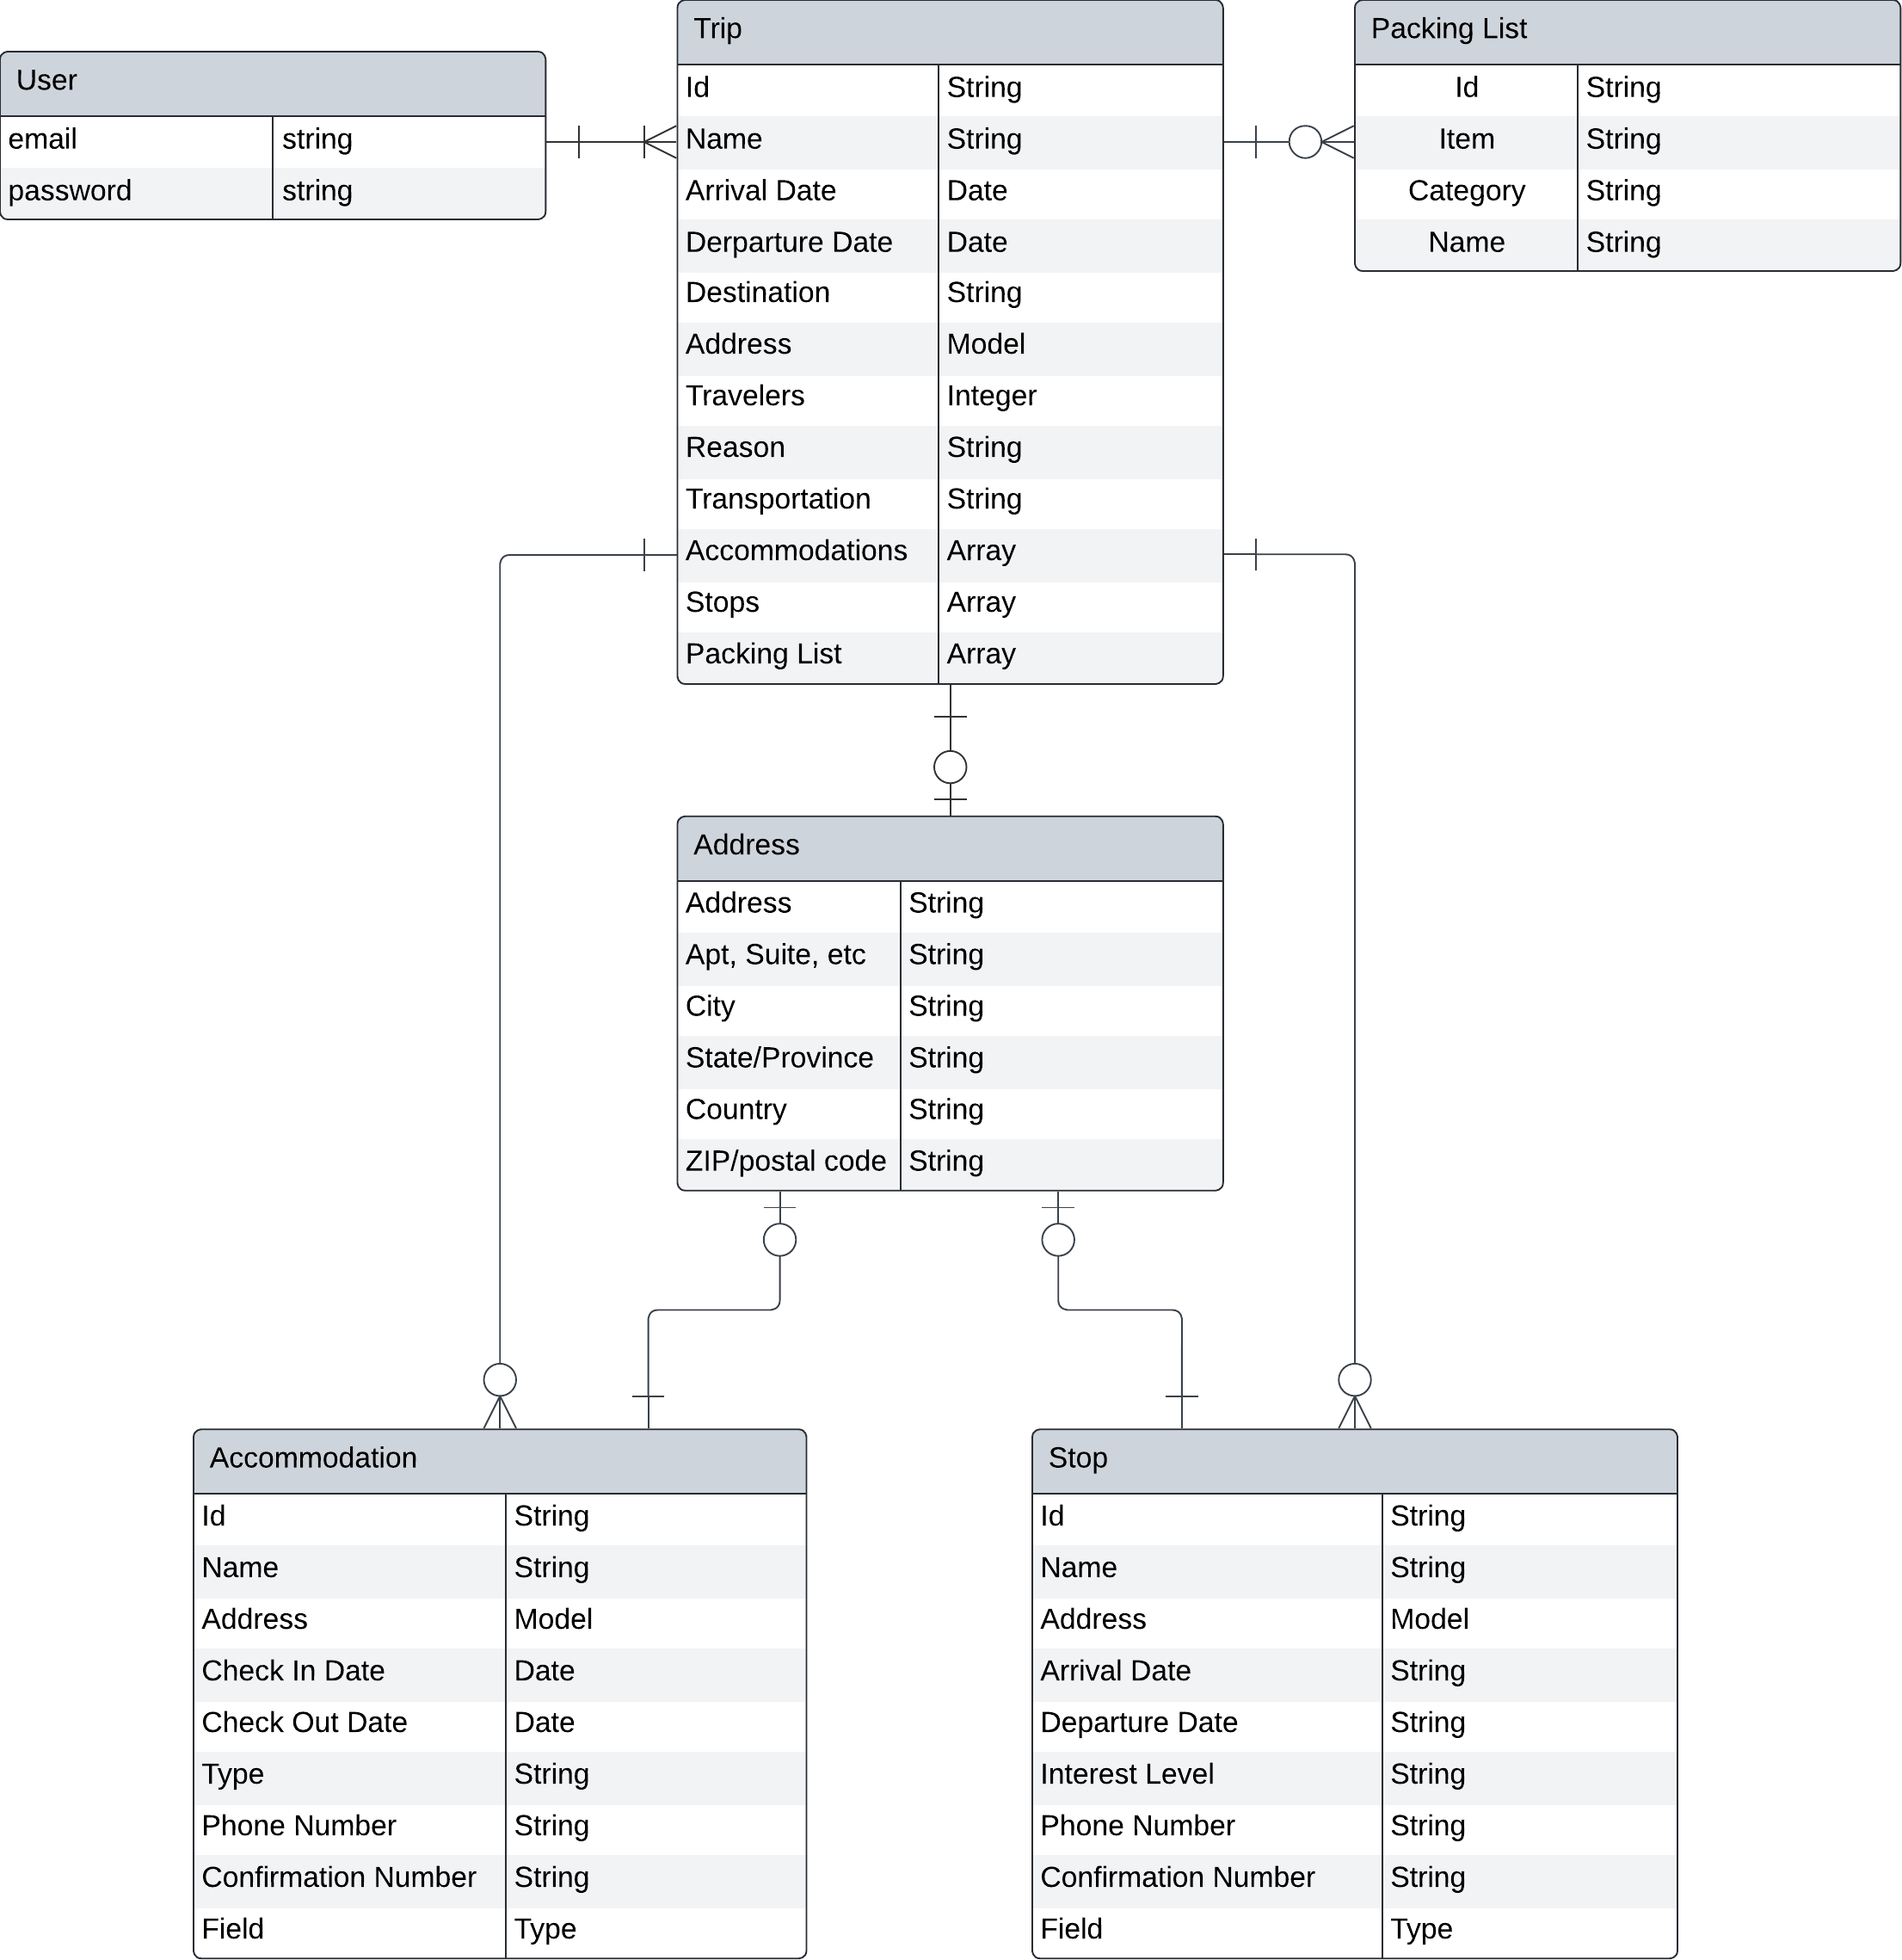 User
email string
password string
Trip
Id String
Name String
Arrival Date Date
Derparture Date Date
Destination String
Address Model
Travelers Integer
Reason String
Transportation String
Accommodations Array
Stops Array
Packing List Array
Packing List
Id String
Item String
Category String
Name String
Address
Address String
Apt, Suite, etc String
City String
State/Province String
Country String
ZIP/postal code String
Accommodation
Id String
Name String
Address Model
Check In Date Date
Check Out Date Date
Type String
Phone Number String
Confirmation Number String
Field Type
Stop
Id String
Name String
Address Model
Arrival Date String
Departure Date String
Interest Level String
Phone Number String
Confirmation Number String
Field Type